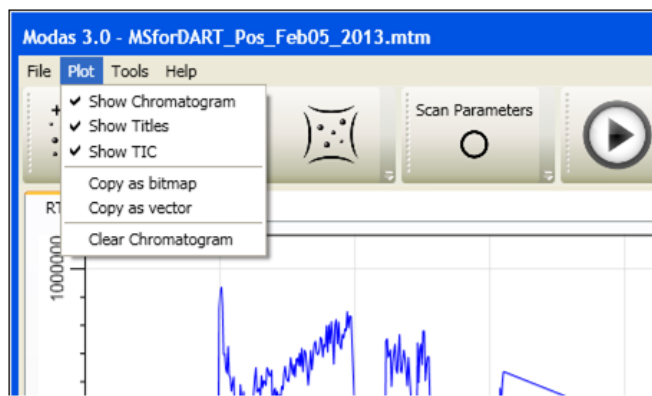 Modas 3.0 - MSforDART_Pos_Feb05_2013.mtm
File Plot Tools Help
Show Chromatogram
Show Titles
Show TIC
Copy as bitmap
Copy as vector
Clear Chromatogram
Scan Parameters
RT
1000000